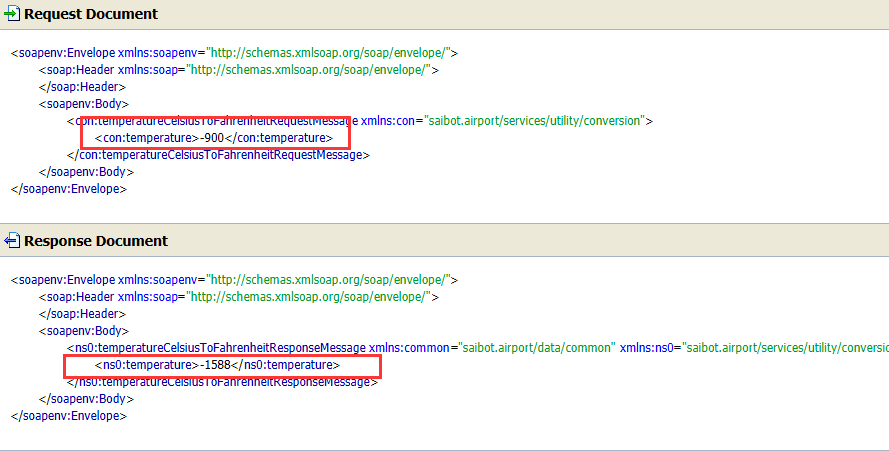 Request Document
<soapenv:Envelope xmlns:soapenv="http://schemas.xmlsoap.org/soap/envelope/">
<soap:Header xmlns:soap="http://schemas.xmlsoap.org/soap/envelope/">
</soap:Header>
<soapenv:Body>
<con:temperatureCelsiusToFahrenheitRequestMessage xmlns:con="saibot.airport/services/utility/conversion">
<con:temperature>-900</con:temperature>
</con:temperatureCelsiusToFahrenheitRequestMessage>
</soapenv:Body>
</soapenv:Envelope>
Response Document
<soapenv:Envelope xmlns:soapenv="http://schemas.xmlsoap.org/soap/envelope/">
<soap:Header xmlns:soap="http://schemas.xmlsoap.org/soap/envelope/">
</soap:Header>
<soapenv:Body>
<ns0:temperatureCelsiusToFahrenheitResponseMessage xmlns:common="saibot.airport/data/common" xmlns:ns0="saibot.airport/services/utility/conversio
<ns0:temperature>-1588</ns0:temperature>
</ns0:temperatureCelsiusToFahrenheitResponseMessage>
</soapenv:Body>
</soapenv:Envelope>